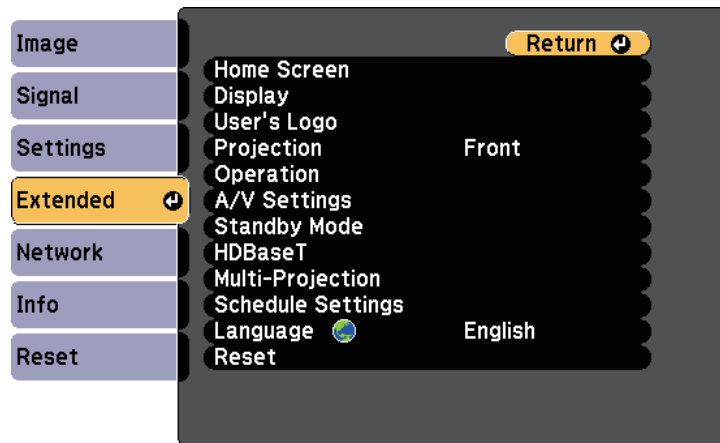 Image
Signal
Settings
Extended
Network
Info
Reset
Return
Home Screen
Display
User's Logo
Projection Front
Operation
A/V Settings
Standby Mode
HDBaseT
Multi-Projection
Schedule Settings
Language English
Reset